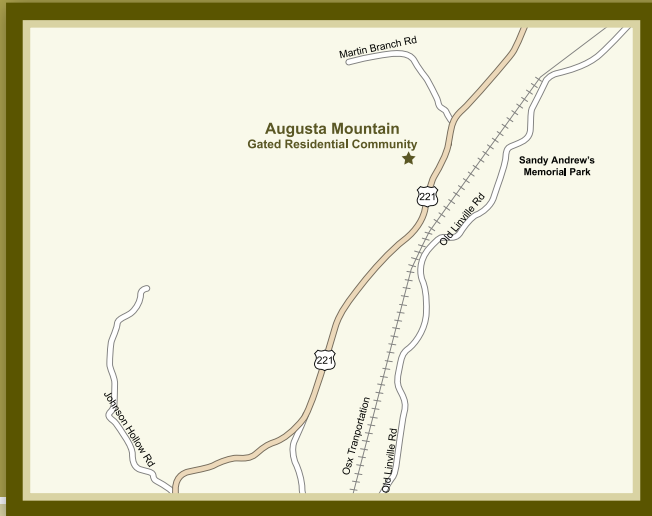 Martin Branch Rd
Augusta Mountain
Gated Residential Community
Sandy Andrew's
Memorial Park
221
Old Linville Rd
221
Johnson Hollow Rd
Osx Tranportation
Old Linville Rd